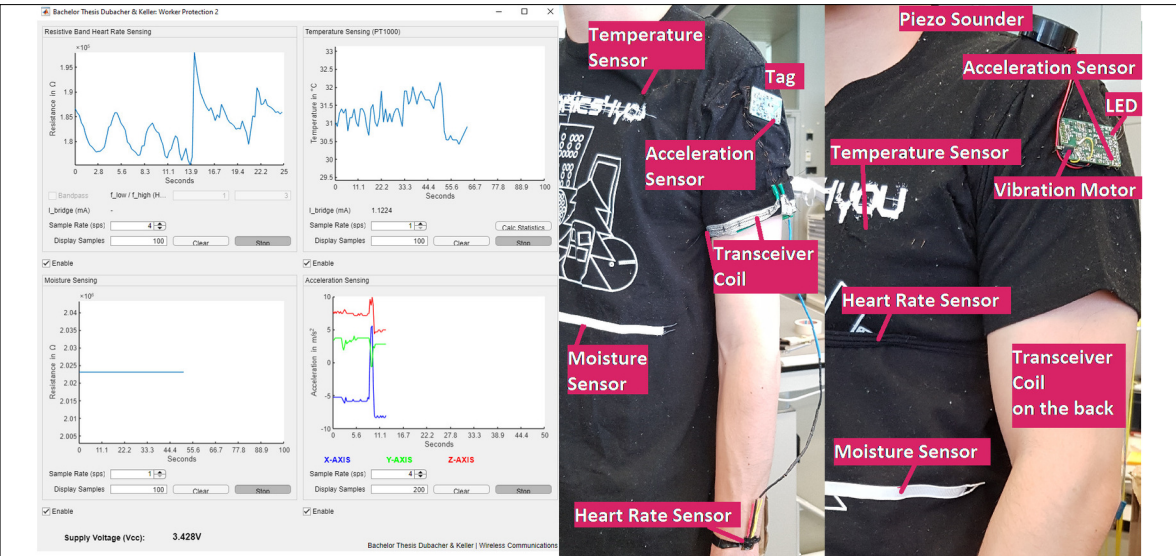 Bachelor Thesis Dubacher & Keller: Worker Protection 2
Resistive Band Heart Rate Sensing
×10⁵
1.95
1.9
1.85
1.8
Resistance in Ω
0 2.8 5.6 8.3 11.1 13.9 16.7 19.4 22.2 25
Seconds
Bandpass f_low / f_high (H... 1 3
I_bridge (mA) -
Sample Rate (sps) 4
Display Samples 100 Clear Stop
Enable
Temperature Sensing (PT1000)
33
32.5
32
31.5
31
30.5
30
29.5
Temperature in °C
0 11.1 22.2 33.3 44.4 55.6 66.7 77.8 88.9 100
Seconds
I_bridge (mA) 1.1224
Sample Rate (sps) 1 Calc Statistics
Display Samples 100 Clear Stop
Enable
Moisture Sensing
2.04
2.035
2.03
2.025
2.02
2.015
2.01
2.005
Resistance in Ω
0 11.1 22.2 33.3 44.4 55.6 66.7 77.8 88.9 100
Seconds
Sample Rate (sps) 1
Display Samples 100 Clear Stop
Enable
Acceleration Sensing
10
5
0
-5
-10
Acceleration in m/s²
0 5.6 11.1 16.7 22.2 27.8 33.3 38.9 44.4 50
Seconds
X-AXIS Y-AXIS Z-AXIS
Sample Rate (sps) 4
Display Samples 200 Clear Stop
Enable
Supply Voltage (Vcc): 3.428V
Bachelor Thesis Dubacher & Keller | Wireless Communications
Temperature
Sensor
Tag
Acceleration
Sensor
Transceiver
Coil
Moisture
Sensor
Heart Rate Sensor
Piezo Sounder
Acceleration Sensor
LED
Temperature Sensor
Vibration Motor
you
Heart Rate Sensor
Transceiver
Coil
on the back
Moisture Sensor